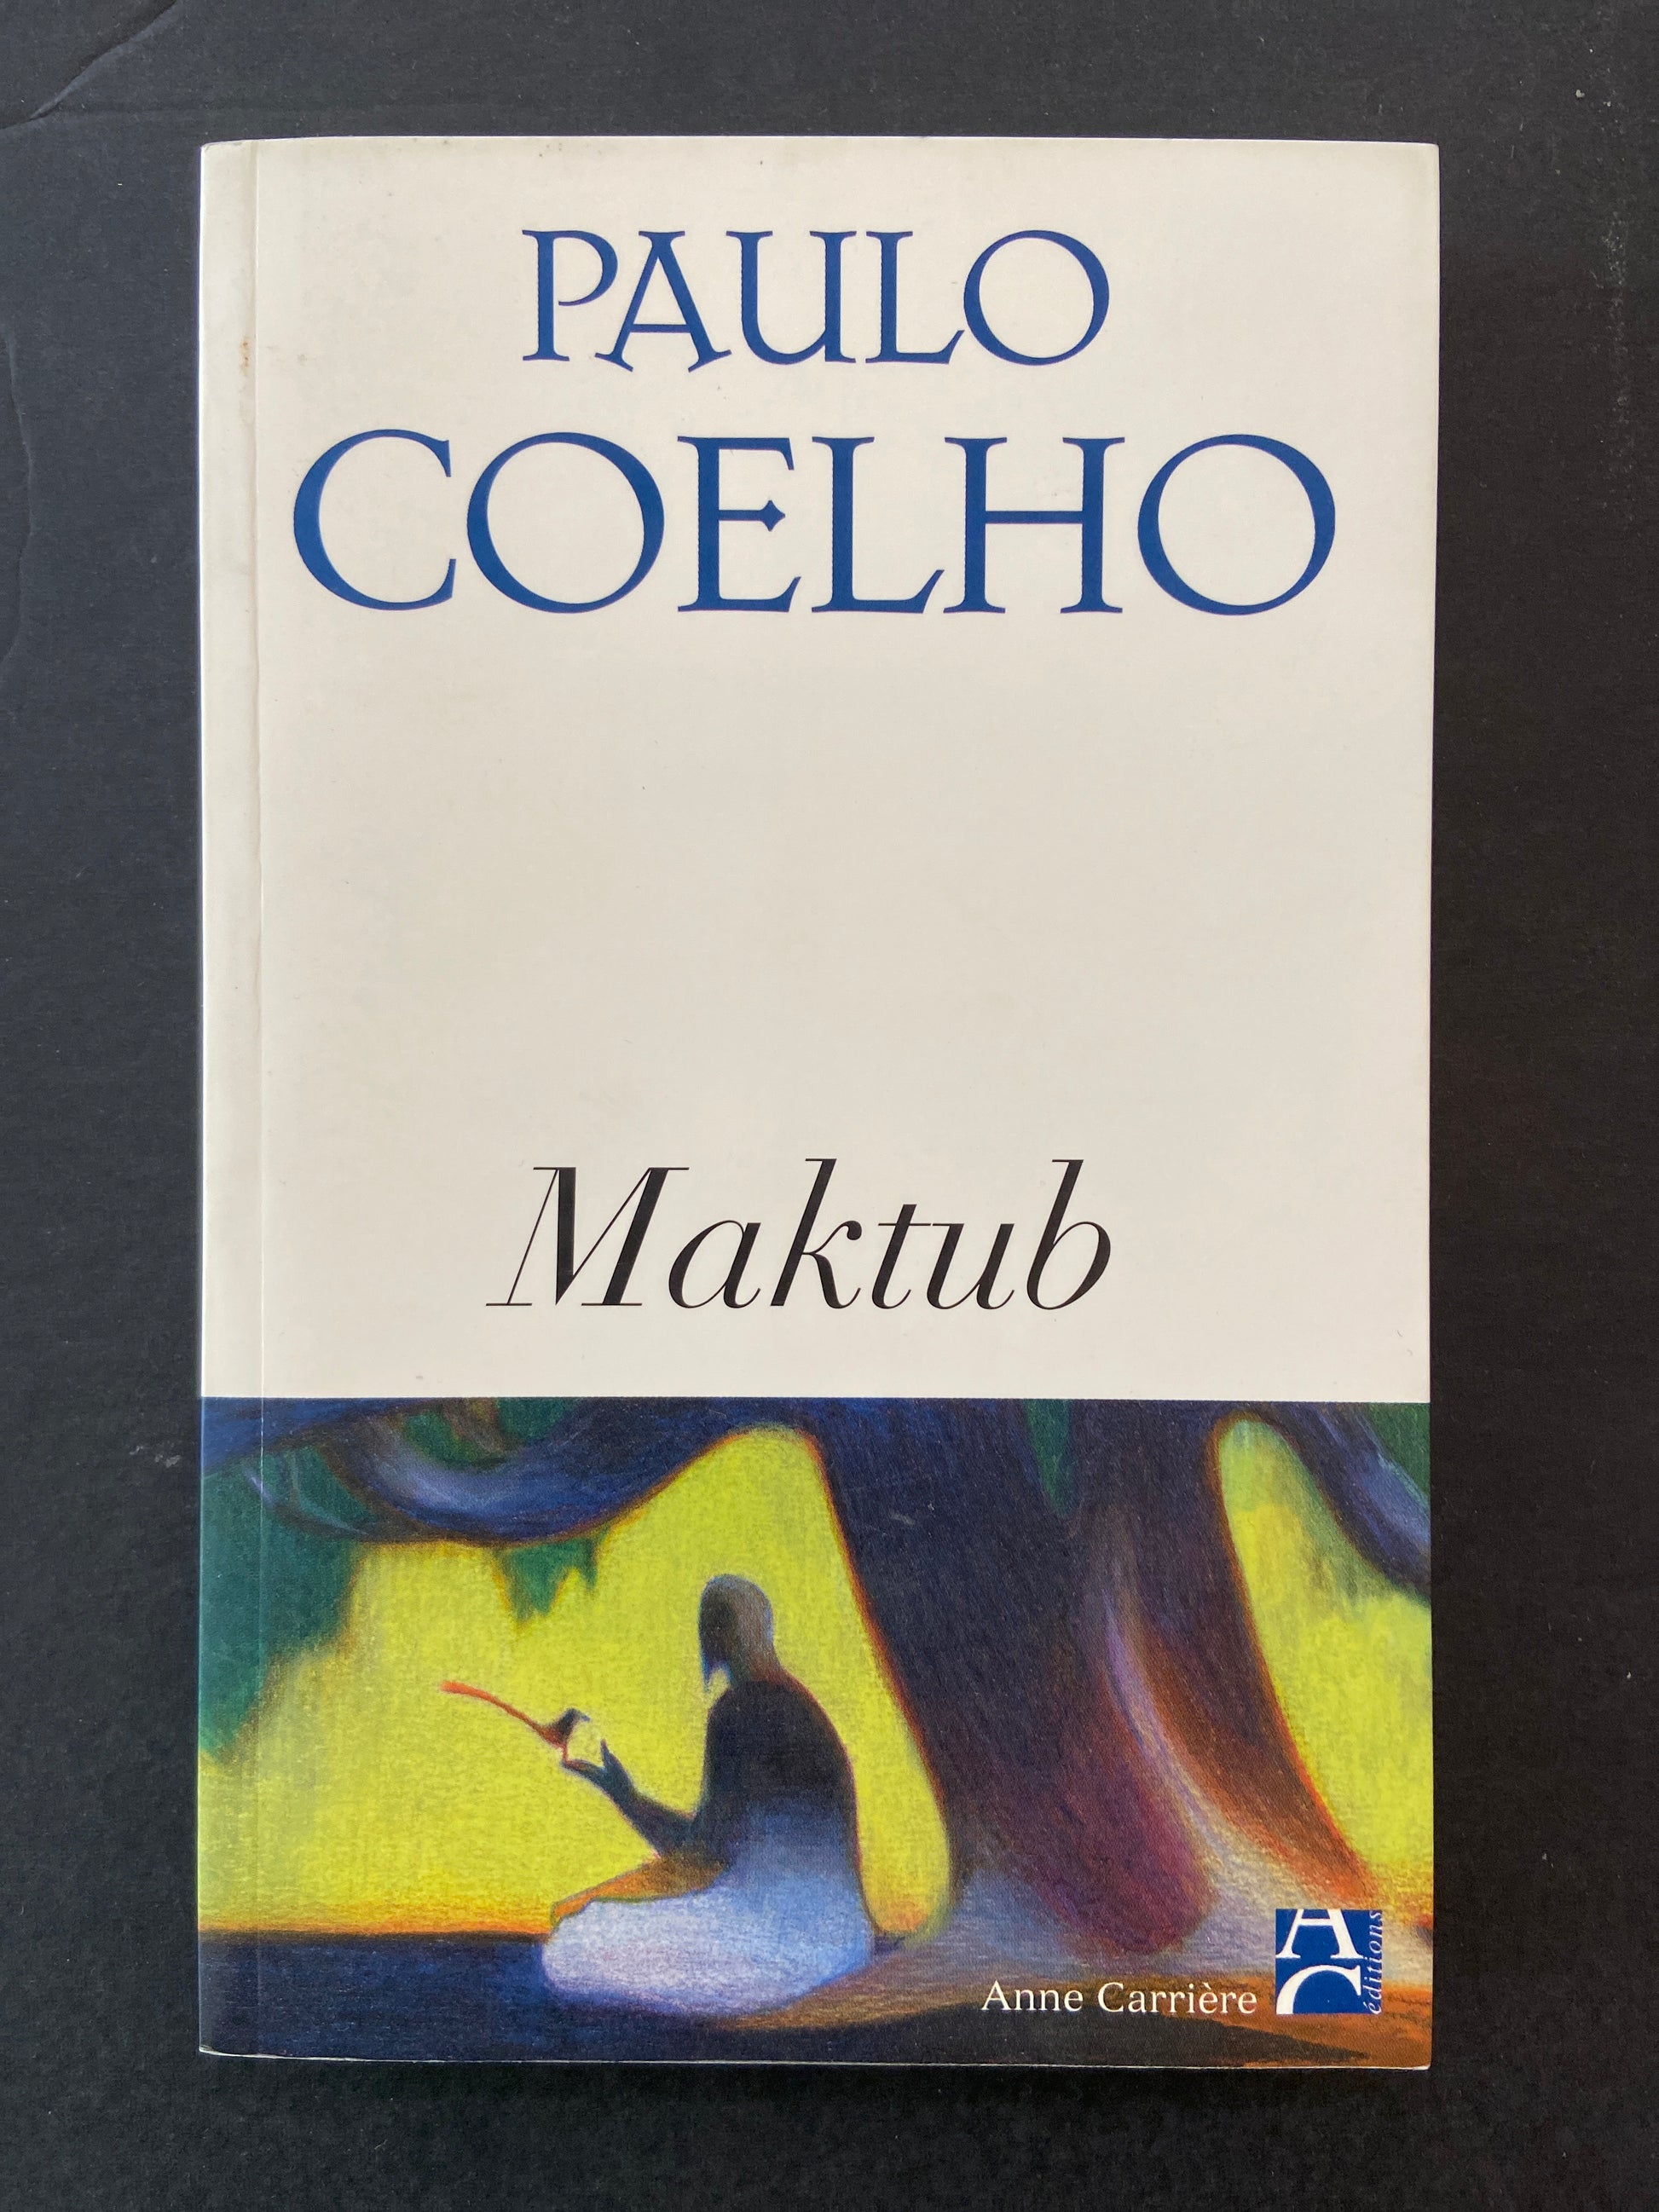 PAULO
COELHO
Maktub
Anne Carrière
AC
éditions